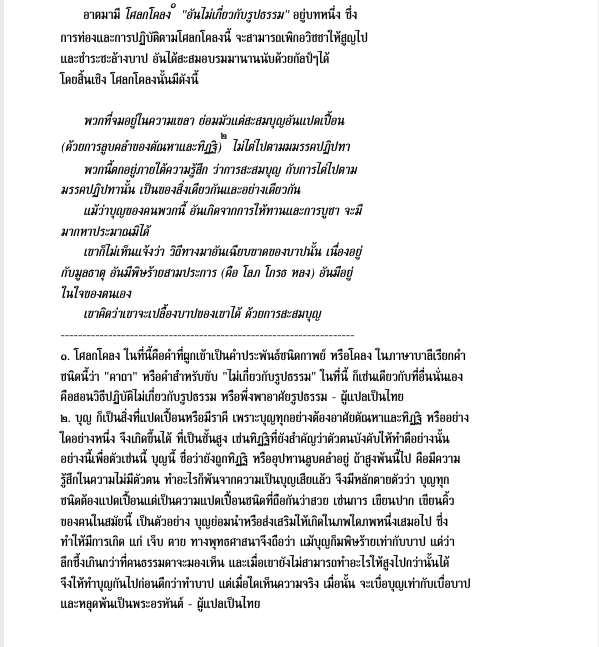 อาตมามี โศลกโคลง๑ "อันไม่เกี่ยวกับรูปธรรม" อยู่บทหนึ่ง ซึ่ง
การท่องและการปฏิบัติตามโศลกโคลงนี้ จะสามารถเพิกอวิชชาให้สูญไป
และชำระชะล้างบาป อันได้สะสมอบรมมานานนับด้วยกัลป์ๆได้
โดยสิ้นเชิง โศลกโคลงนั้นมีดังนี้
พวกที่จมอยู่ในความเขลา ย่อมมัวแต่สะสมบุญอันแปดเปื้อน
(ด้วยการลูบคลำของตัณหาและทิฏฐิ)๒ ไม่ไต่ไปตามมมรรคปฏิปทา
พวกนี้ตกอยู่ภายใต้ความรู้สึก ว่าการสะสมบุญ กับการไต่ไปตาม
มรรคปฏิปทานั้น เป็นของสิ่งเดียวกันและอย่างเดียวกัน
แม้ว่าบุญของคนพวกนี้ อันเกิดจากการให้ทานและการบูชา จะมี
มากหาประมาณมิได้
เขาก็ไม่เห็นแจ้งว่า วิถีทางมาอันเฉียบขาดของบาปนั้น เนื่องอยู่
กับมูลธาตุ อันมีพิษร้ายสามประการ (คือ โลภ โกรธ หลง) อันมีอยู่
ในใจของตนเอง
เขาคิดว่าเขาจะเปลื้องบาปของเขาได้ ด้วยการสะสมบุญ
--------------------------------------------------------------------
๑. โศลกโคลง ในที่นี้คือคำที่ผูกเข้าเป็นคำประพันธ์ชนิดกาพย์ หรือโคลง ในภาษาบาลีเรียกคำ
ชนิดนี้ว่า "คาถา" หรือคำสำหรับขับ "ไม่เกี่ยวกับรูปธรรม" ในที่นี้ ก็เช่นเดียวกับที่อื่นนั่นเอง
คือสอนวิธีปฏิบัติไม่เกี่ยวกับรูปธรรม หรือพึ่งพาอาศัยรูปธรรม - ผู้แปลเป็นไทย
๒. บุญ ก็เป็นสิ่งที่แปดเปื้อนหรือมีราคี เพราะบุญทุกอย่างต้องอาศัยตัณหาและทิฏฐิ หรืออย่าง
ใดอย่างหนึ่ง จึงเกิดขึ้นได้ ที่เป็นชั้นสูง เช่นทิฏฐิที่ยังสำคัญว่าตัวตนบังคับให้ทำดีอย่างนั้น
อย่างนี้เพื่อตัวเช่นนี้ บุญนี้ ชื่อว่ายังถูกทิฏฐิ หรืออุปทานลูบคลำอยู่ ถ้าสูงพ้นนี้ไป คือมีความ
รู้สึกในความไม่มีตัวตน ทำอะไรก็พ้นจากความเป็นบุญเสียแล้ว จึงมีหลักตายตัวว่า บุญทุก
ชนิดต้องแปดเปื้อนแต่เป็นความแปดเปื้อนชนิดที่ถือกันว่าสวย เช่นการ เขียนปาก เขียนคิ้ว
ของคนในสมัยนี้ เป็นตัวอย่าง บุญย่อมนำหรือส่งเสริมให้เกิดในภพใดภพหนึ่งเสมอไป ซึ่ง
ทำให้มีการเกิด แก่ เจ็บ ตาย ทางพุทธศาสนาจึงถือว่า แม้บุญก็มีพิษร้ายเท่ากับบาป แต่ว่า
ลึกซึ้งเกินกว่าที่คนธรรมดาจะมองเห็น และเมื่อเขายังไม่สามารถทำอะไรให้สูงไปกว่านั้นได้
จึงให้ทำบุญกันไปก่อนดีกว่าทำบาป แต่เมื่อใดเห็นความจริง เมื่อนั้น จะเบื่อบุญเท่ากับเบื่อบาป
และหลุดพ้นเป็นพระอรหันต์ - ผู้แปลเป็นไทย